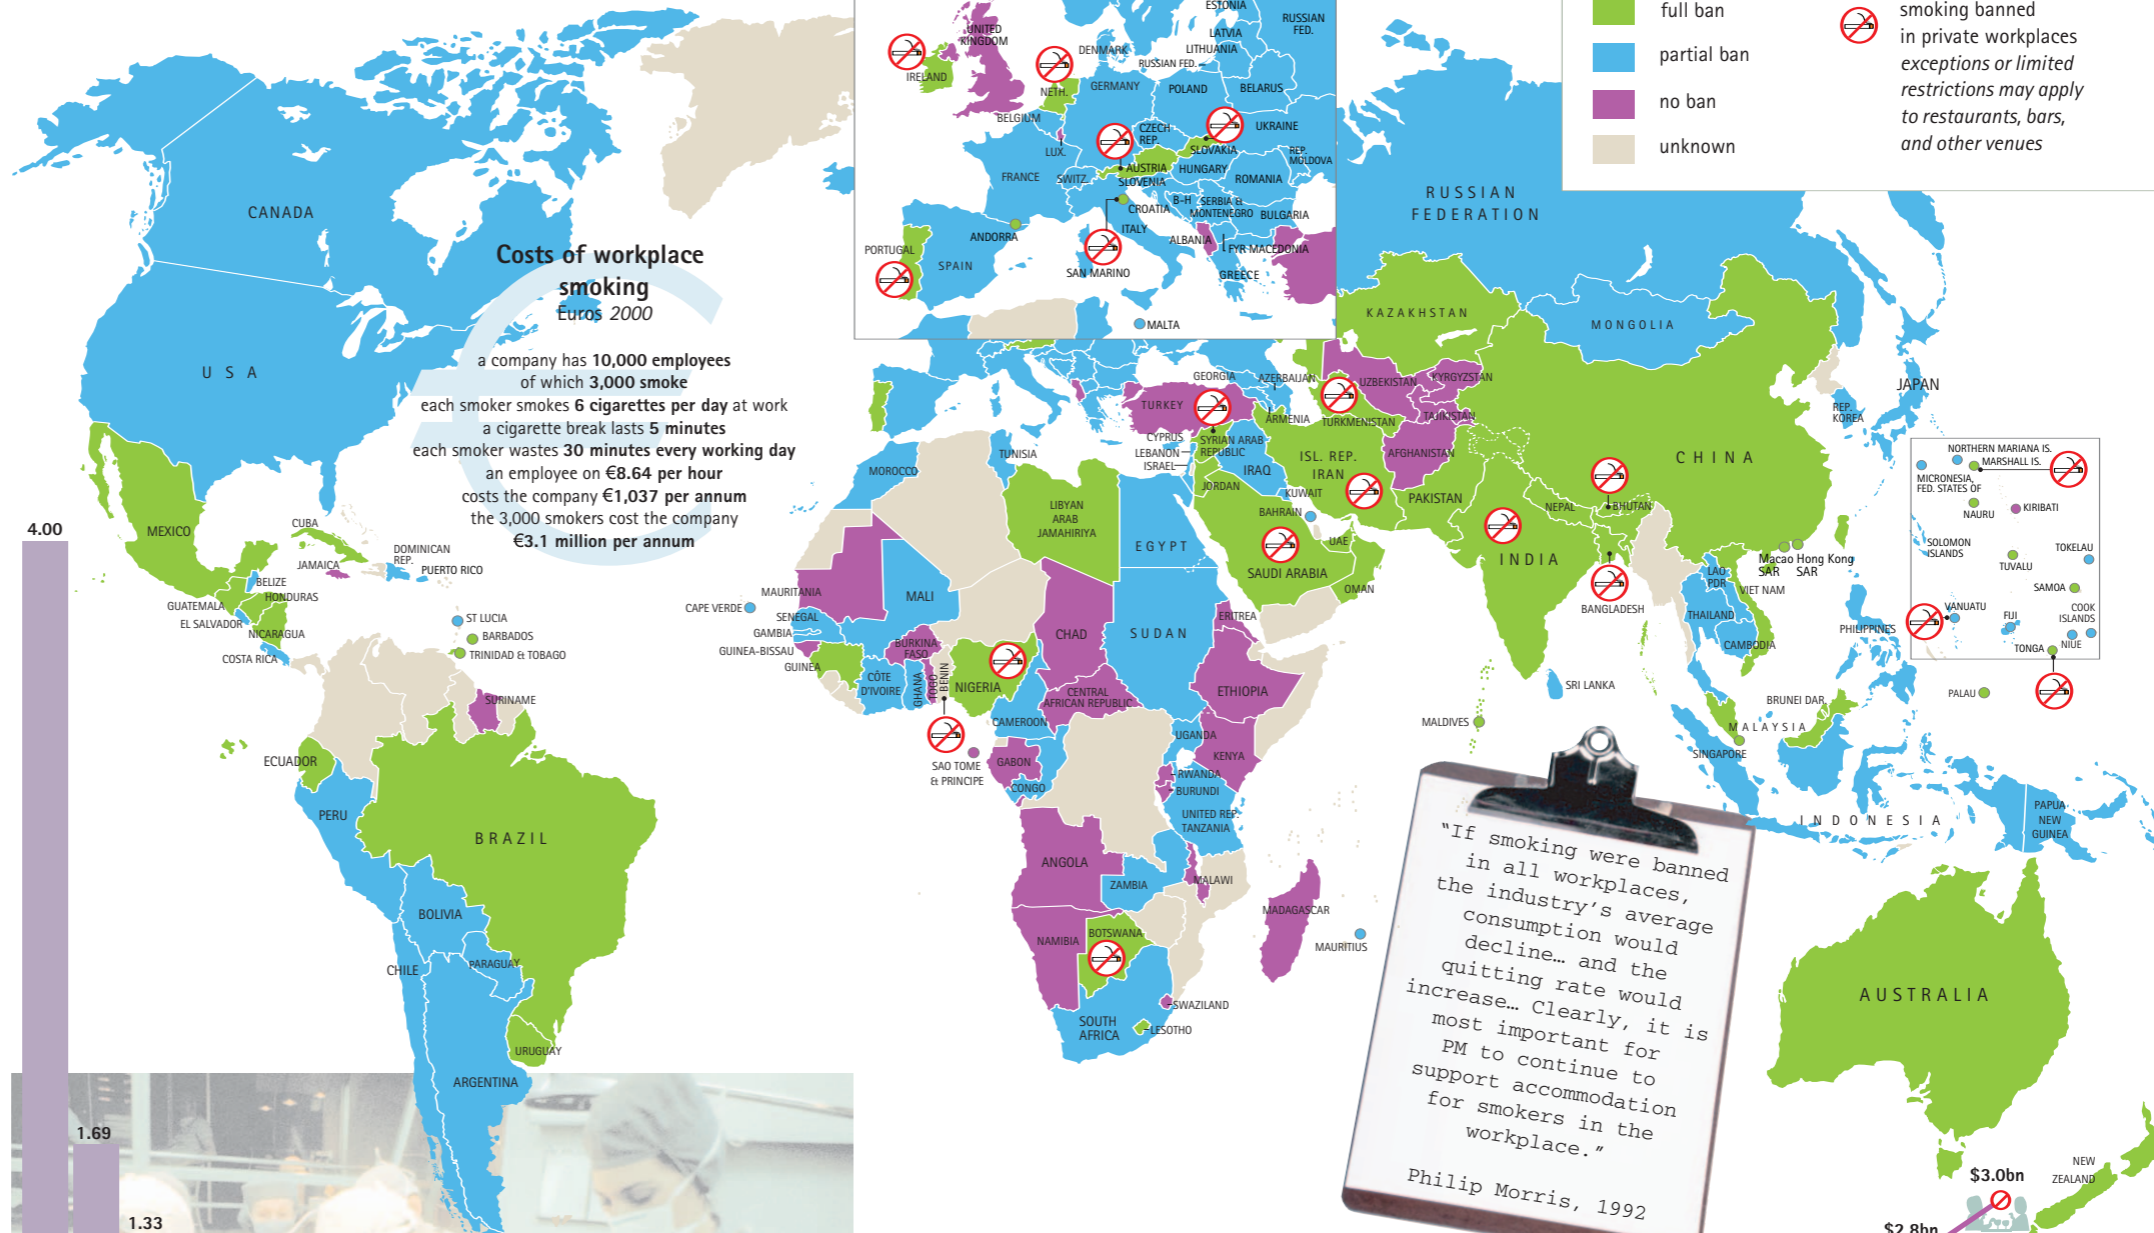 full ban
partial ban
no ban
unknown
smoking banned
in private workplaces
exceptions or limited
restrictions may apply
to restaurants, bars,
and other venues
ESTONIA
RUSSIAN
FED.
LATVIA
LITHUANIA
RUSSIAN FED.
UNITED
KINGDOM
DENMARK
IRELAND
NETH.
GERMANY
POLAND
BELARUS
BELGIUM
CZECH
REP.
UKRAINE
LUX.
SLOVAKIA
REP.
MOLDOVA
FRANCE
SWITZ.
AUSTRIA
HUNGARY
SLOVENIA
ROMANIA
CROATIA
B-H
SERBIA &
MONTENEGRO
BULGARIA
ANDORRA
ITALY
ALBANIA
FYR MACEDONIA
PORTUGAL
SPAIN
SAN MARINO
GREECE
MALTA
CANADA
USA
Costs of workplace
smoking
Euros 2000
a company has 10,000 employees
of which 3,000 smoke
each smoker smokes 6 cigarettes per day at work
a cigarette break lasts 5 minutes
each smoker wastes 30 minutes every working day
an employee on €8.64 per hour
costs the company €1,037 per annum
the 3,000 smokers cost the company
€3.1 million per annum
MEXICO
CUBA
JAMAICA
DOMINICAN
REP.
PUERTO RICO
BELIZE
HONDURAS
GUATEMALA
EL SALVADOR
NICARAGUA
COSTA RICA
ST LUCIA
BARBADOS
TRINIDAD & TOBAGO
SURINAME
ECUADOR
PERU
BRAZIL
BOLIVIA
CHILE
PARAGUAY
URUGUAY
ARGENTINA
RUSSIAN
FEDERATION
KAZAKHSTAN
MONGOLIA
GEORGIA
AZERBAIJAN
UZBEKISTAN
KYRGYZSTAN
TURKEY
ARMENIA
TURKMENISTAN
TAJIKISTAN
CYPRUS
LEBANON
ISRAEL
SYRIAN ARAB
REPUBLIC
IRAQ
ISL. REP.
IRAN
AFGHANISTAN
CHINA
JAPAN
REP.
KOREA
JORDAN
KUWAIT
PAKISTAN
BAHRAIN
NEPAL
BHUTAN
UAE
SAUDI ARABIA
OMAN
INDIA
BANGLADESH
Macao
SAR
Hong Kong
SAR
LAO
PDR
VIET NAM
THAILAND
CAMBODIA
PHILIPPINES
SRI LANKA
MALDIVES
BRUNEI DAR.
MALAYSIA
SINGAPORE
INDONESIA
PAPUA
NEW
GUINEA
PALAU
NORTHERN MARIANA IS.
MARSHALL IS.
MICRONESIA,
FED. STATES OF
NAURU
KIRIBATI
SOLOMON
ISLANDS
TUVALU
TOKELAU
SAMOA
VANUATU
FIJI
COOK
ISLANDS
TONGA
NIUE
MOROCCO
TUNISIA
LIBYAN
ARAB
JAMAHIRIYA
EGYPT
CAPE VERDE
MAURITANIA
MALI
SENEGAL
GAMBIA
GUINEA-BISSAU
GUINEA
BURKINA
FASO
CÔTE
D'IVOIRE
GHANA
TOGO
BENIN
NIGERIA
CHAD
SUDAN
ERITREA
ETHIOPIA
CENTRAL
AFRICAN REPUBLIC
CAMEROON
SAO TOME
& PRINCIPE
GABON
CONGO
UGANDA
KENYA
RWANDA
BURUNDI
UNITED REP.
TANZANIA
ANGOLA
ZAMBIA
MALAWI
NAMIBIA
BOTSWANA
MADAGASCAR
MAURITIUS
SWAZILAND
LESOTHO
SOUTH
AFRICA
AUSTRALIA
NEW
ZEALAND
"If smoking were banned
in all workplaces,
the industry's average
consumption would
decline… and the
quitting rate would
increase… Clearly, it is
most important for
PM to continue to
support accommodation
for smokers in the
workplace."
Philip Morris, 1992
4.00
1.69
1.33
$3.0bn
$2.8bn